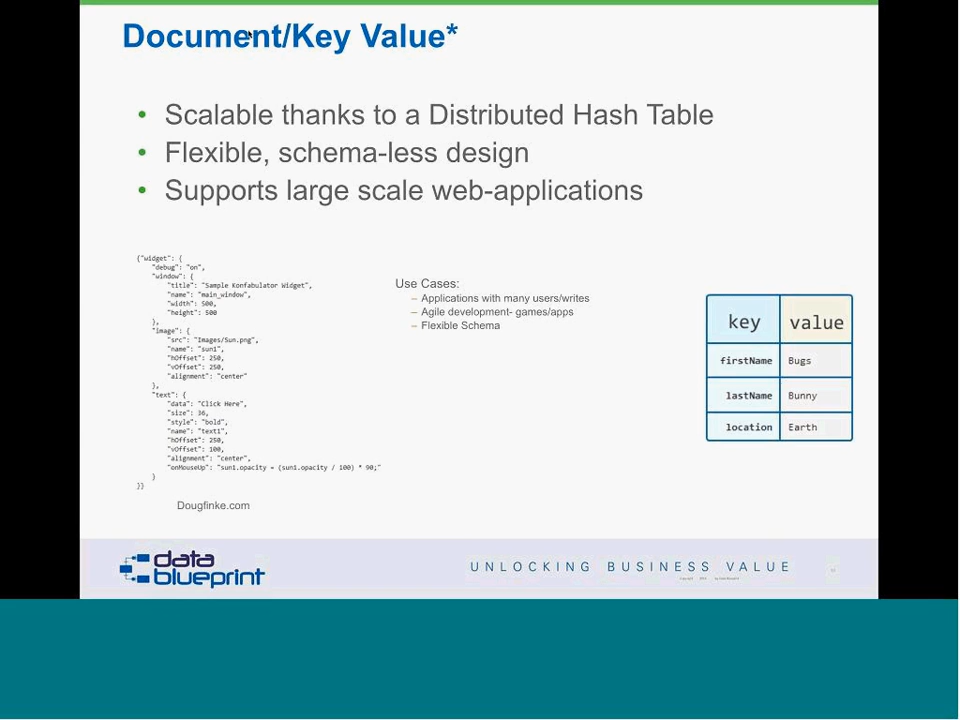 Document/Key Value*
• Scalable thanks to a Distributed Hash Table
• Flexible, schema-less design
• Supports large scale web-applications
{"widget": {
"debug": "on",
"window": {
"title": "Sample Konfabulator Widget",
"name": "main_window",
"width": 500,
"height": 500
},
"image": {
"src": "Images/Sun.png",
"name": "sun1",
"hOffset": 250,
"vOffset": 250,
"alignment": "center"
},
"text": {
"data": "Click Here",
"size": 36,
"style": "bold",
"name": "text1",
"hOffset": 250,
"vOffset": 100,
"alignment": "center",
"onMouseUp": "sun1.opacity = (sun1.opacity / 100) * 90;"
}
}}
Dougfinke.com
Use Cases:
– Applications with many users/writes
– Agile development- games/apps
– Flexible Schema
key value
firstName Bugs
lastName Bunny
location Earth
data
blueprint
UNLOCKING BUSINESS VALUE